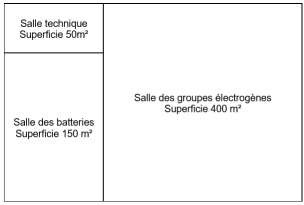 Salle technique
Superficie 50m²
Salle des groupes électrogènes
Superficie 400 m²
Salle des batteries
Superficie 150 m²